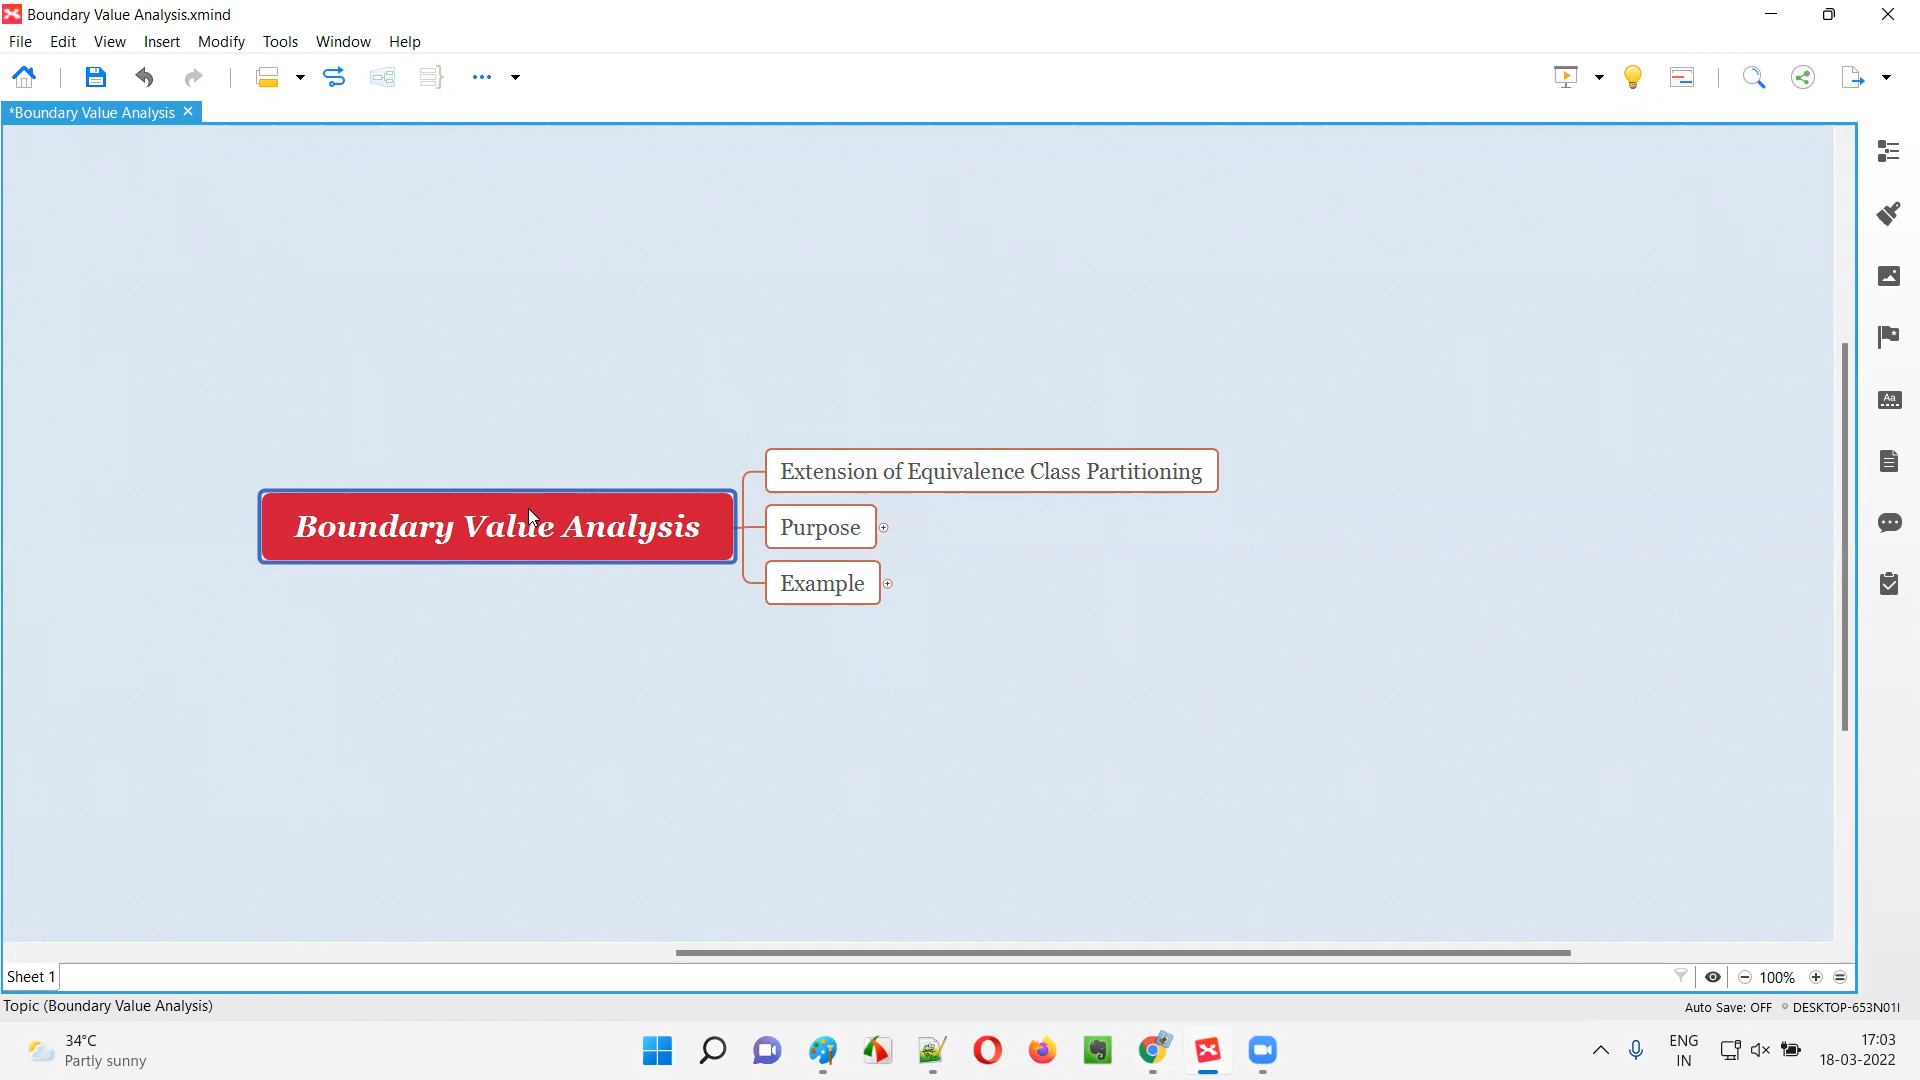 Boundary Value Analysis.xmind
File Edit View Insert Modify Tools Window Help
*Boundary Value Analysis
Extension of Equivalence Class Partitioning
Boundary Value Analysis
Purpose
Example
Aa
Sheet 1
100%
Topic (Boundary Value Analysis)
Auto Save: OFF DESKTOP-653N01I
34°C
Partly sunny
ENG
IN
17:03
18-03-2022